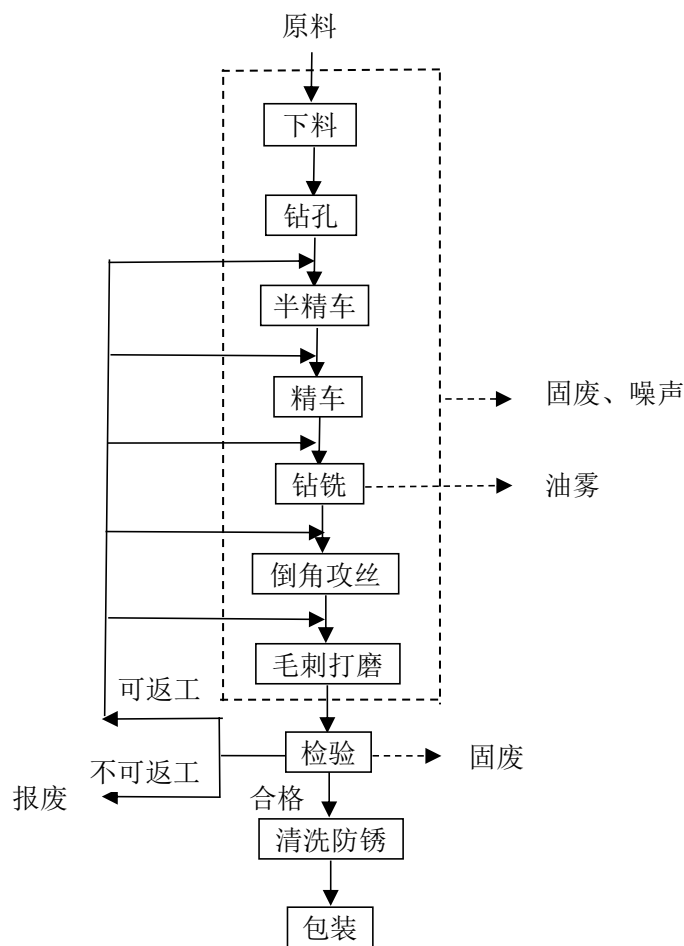 原料
下料
钻孔
半精车
精车
固废、噪声
钻铣
油雾
倒角攻丝
毛刺打磨
可返工
检验
固废
不可返工
报废
合格
清洗防锈
包装